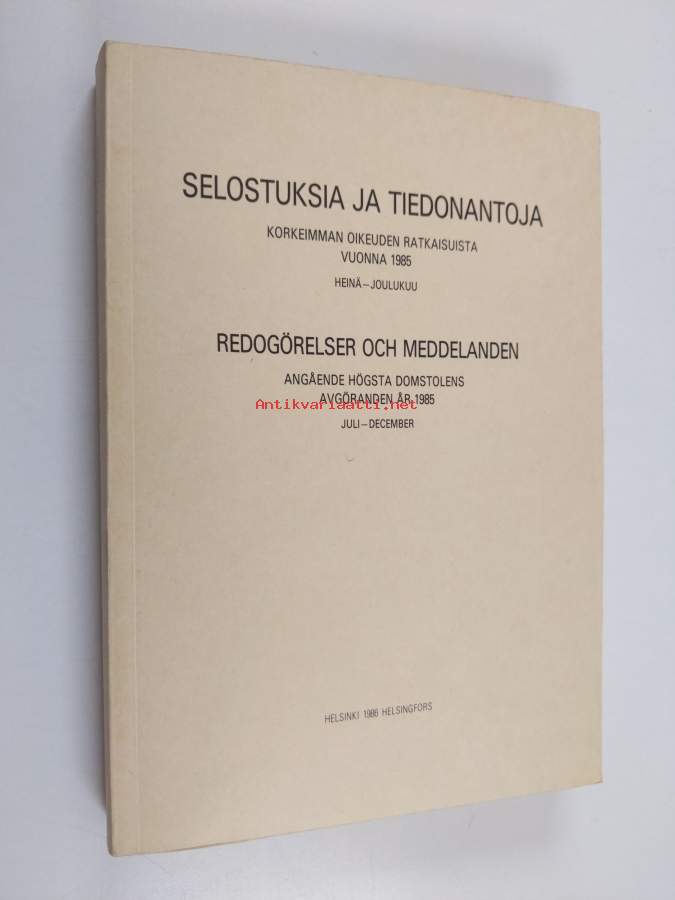 SELOSTUKSIA JA TIEDONANTOJA
KORKEIMMAN OIKEUDEN RATKAISUISTA
VUONNA 1985
HEINÄ–JOULUKUU
REDOGÖRELSER OCH MEDDELANDEN
ANGÅENDE HÖGSTA DOMSTOLENS
AVGÖRANDEN ÅR 1985
Antikvariaatti.net
JULI–DECEMBER
HELSINKI 1986 HELSINGFORS